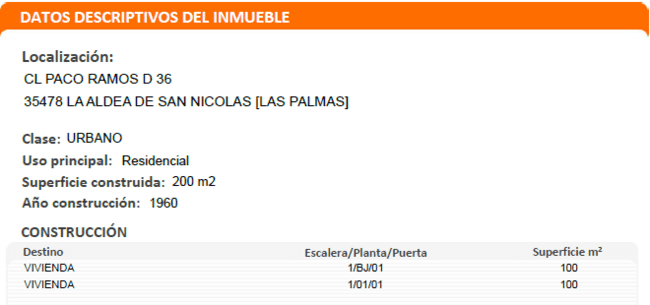 DATOS DESCRIPTIVOS DEL INMUEBLE
Localización:
CL PACO RAMOS D 36
35478 LA ALDEA DE SAN NICOLAS [LAS PALMAS]
Clase: URBANO
Uso principal: Residencial
Superficie construida: 200 m2
Año construcción: 1960
CONSTRUCCIÓN
Destino Escalera/Planta/Puerta Superficie m²
VIVIENDA 1/BJ/01 100
VIVIENDA 1/01/01 100